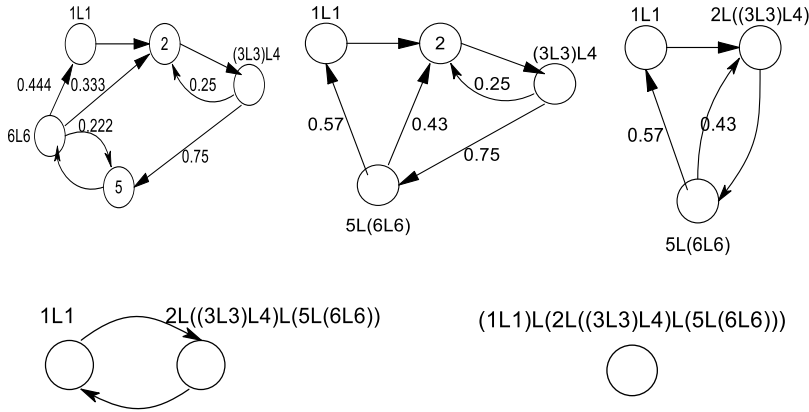 1L1
2
(3L3)L4
0.444
0.333
0.25
6L6
0.222
0.75
5
1L1
2
(3L3)L4
0.25
0.57
0.43
0.75
5L(6L6)
1L1
2L((3L3)L4)
0.57
0.43
5L(6L6)
1L1
2L((3L3)L4)L(5L(6L6))
(1L1)L(2L((3L3)L4)L(5L(6L6)))